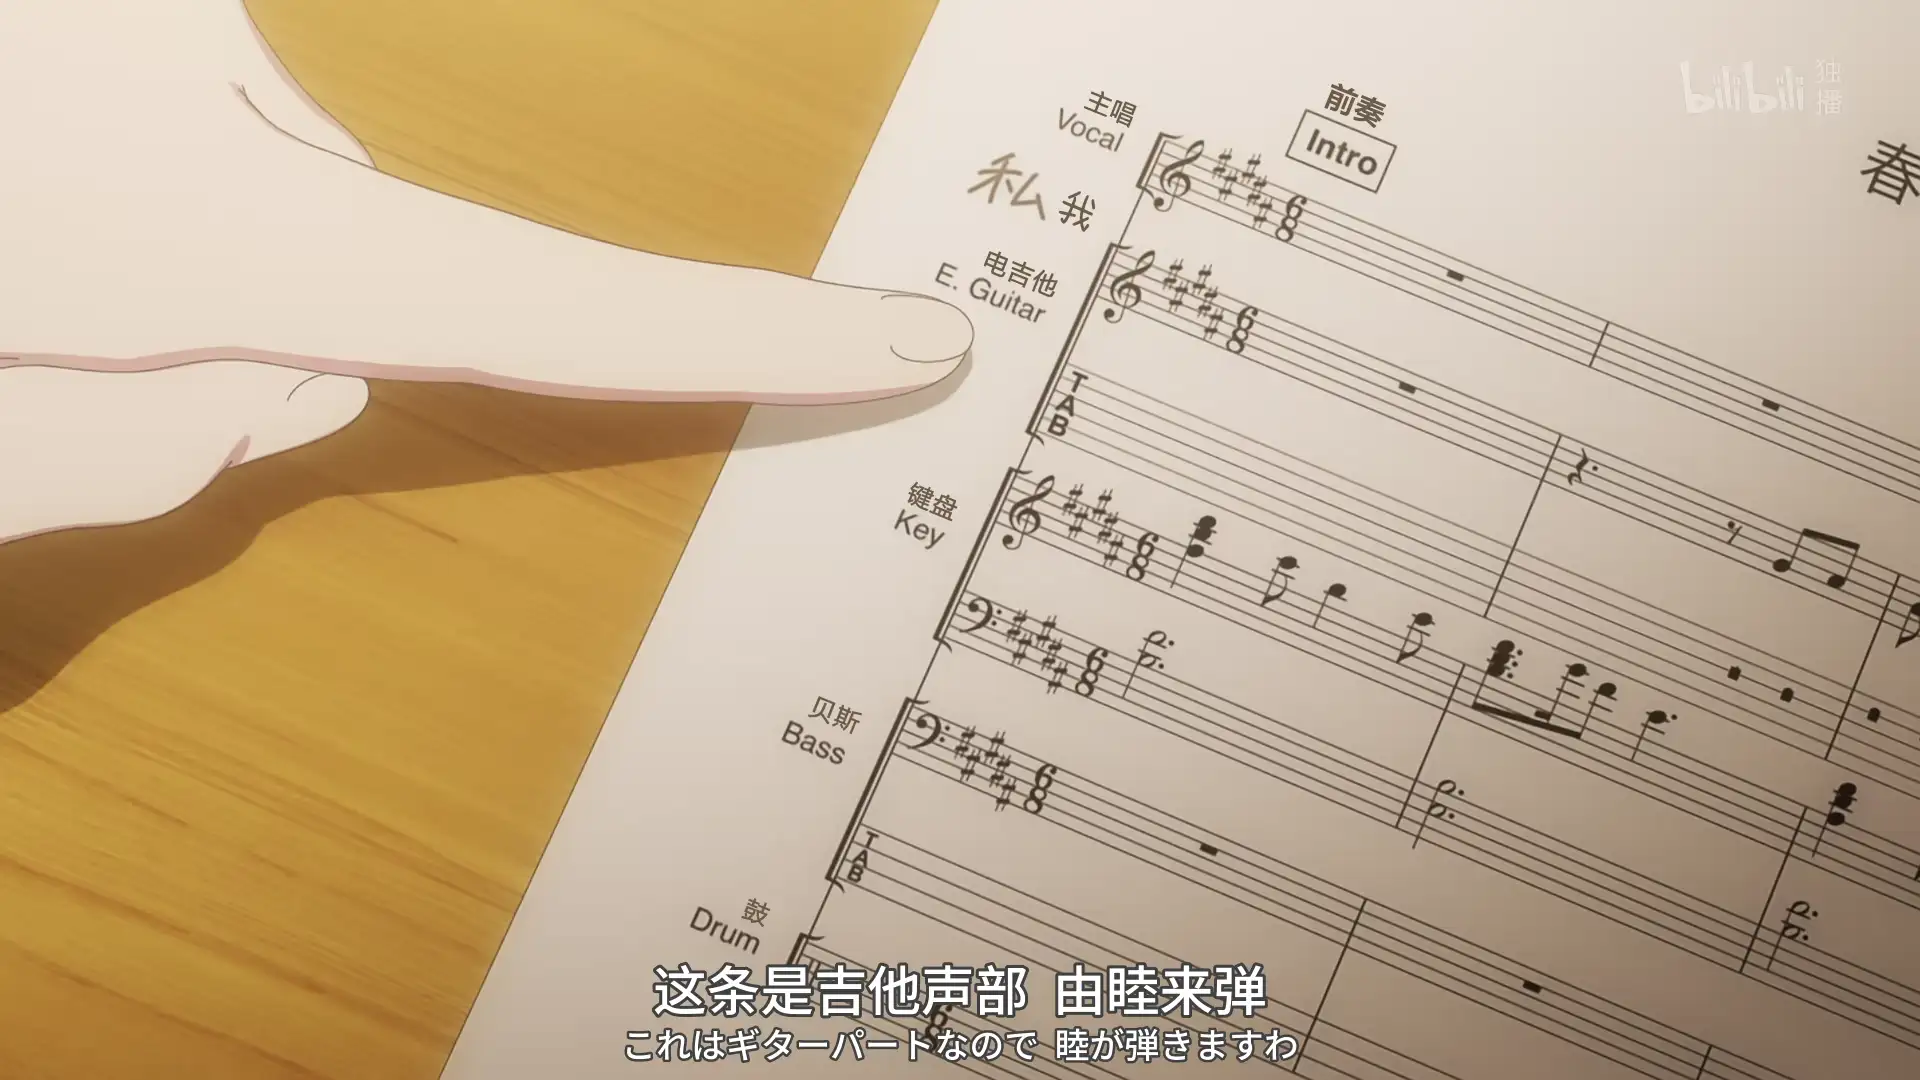 bilibili 独播
前奏
Intro
春
主唱
Vocal
私 我
电吉他
E. Guitar
TAB
键盘
Key
贝斯
Bass
TAB
鼓
Drum
这条是吉他声部 由睦来弹
これはギターパートなので 睦が弾きますわ